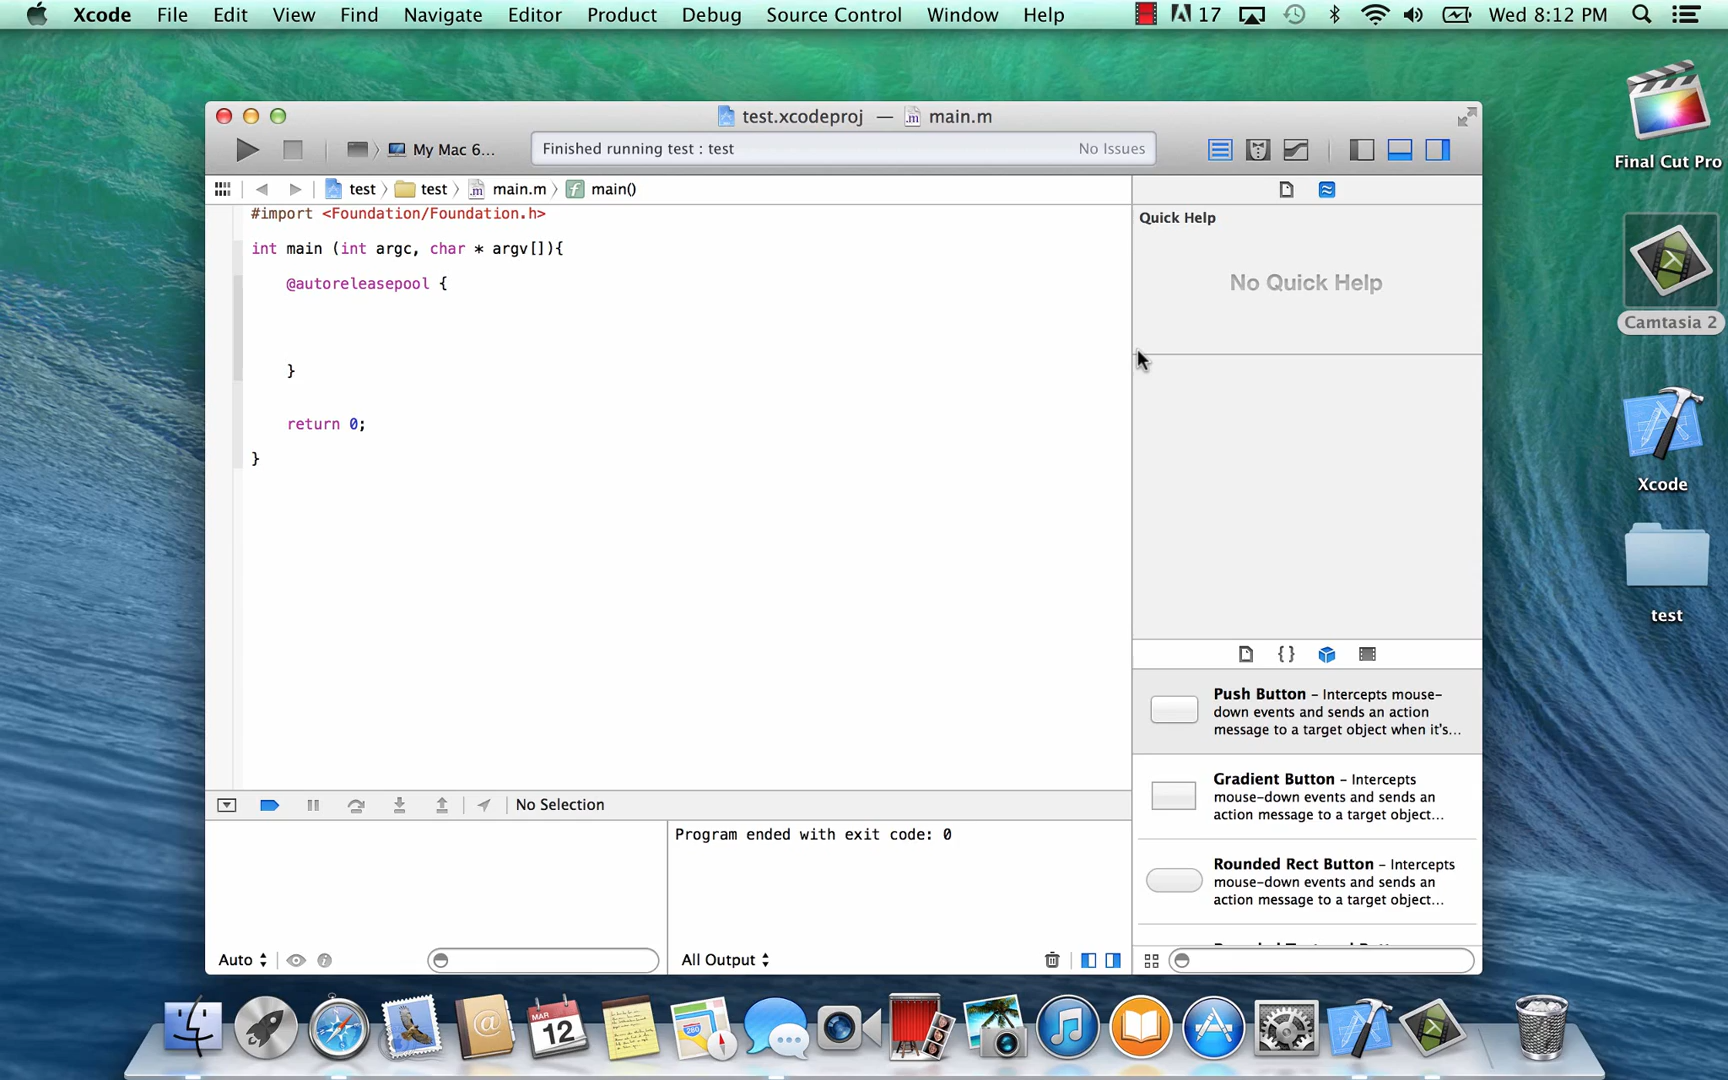 Xcode File Edit View Find Navigate Editor Product Debug Source Control Window Help 17 Wed 8:12 PM
test.xcodeproj — main.m
My Mac 6... Finished running test : test No Issues
test test main.m main()
#import <Foundation/Foundation.h>
int main (int argc, char * argv[]){
@autoreleasepool {
}
return 0;
}
Quick Help
No Quick Help
Push Button – Intercepts mouse-
down events and sends an action
message to a target object when it's...
Gradient Button – Intercepts
mouse-down events and sends an
action message to a target object...
Rounded Rect Button – Intercepts
mouse-down events and sends an
action message to a target object...
No Selection
Program ended with exit code: 0
Auto
All Output
Final Cut Pro
Camtasia 2
Xcode
test
MAR
12
280